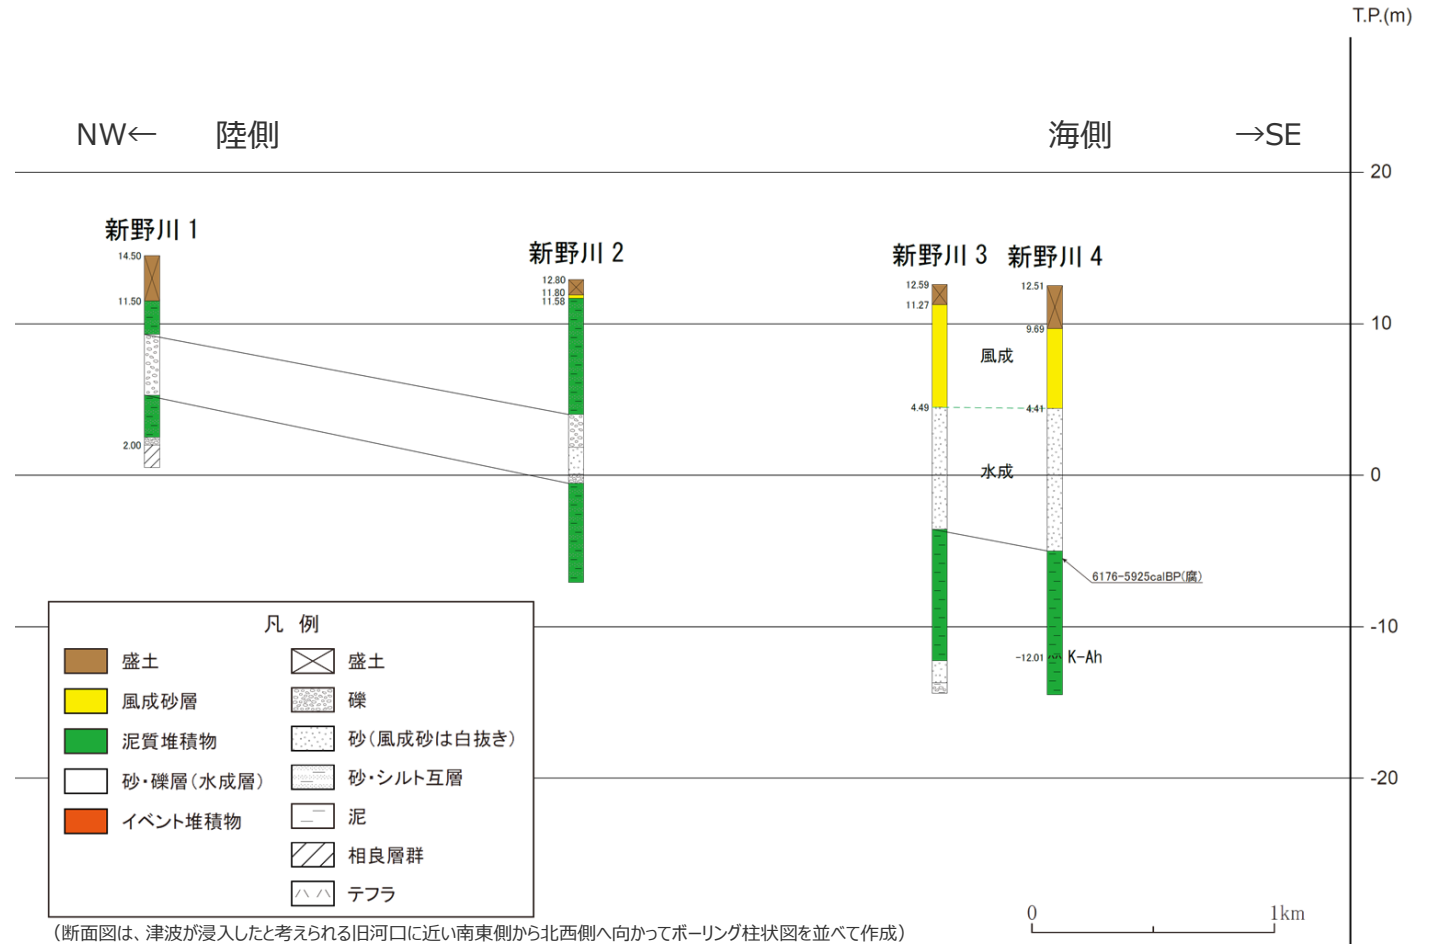 T.P.(m)
NW← 陸側 海側 →SE
20
10
0
-10
-20
新野川 1
14.50
11.50
2.00
新野川 2
12.80
11.80
11.58
新野川 3
12.59
11.27
4.49
新野川 4
12.51
9.69
4.41
-12.01
K-Ah
風成
水成
6176-5925calBP(腐)
凡 例
盛土
風成砂層
泥質堆積物
砂・礫層(水成層)
イベント堆積物
盛土
礫
砂(風成砂は白抜き)
砂・シルト互層
泥
相良層群
テフラ
0 1km
(断面図は、津波が浸入したと考えられる旧河口に近い南東側から北西側へ向かってボーリング柱状図を並べて作成)